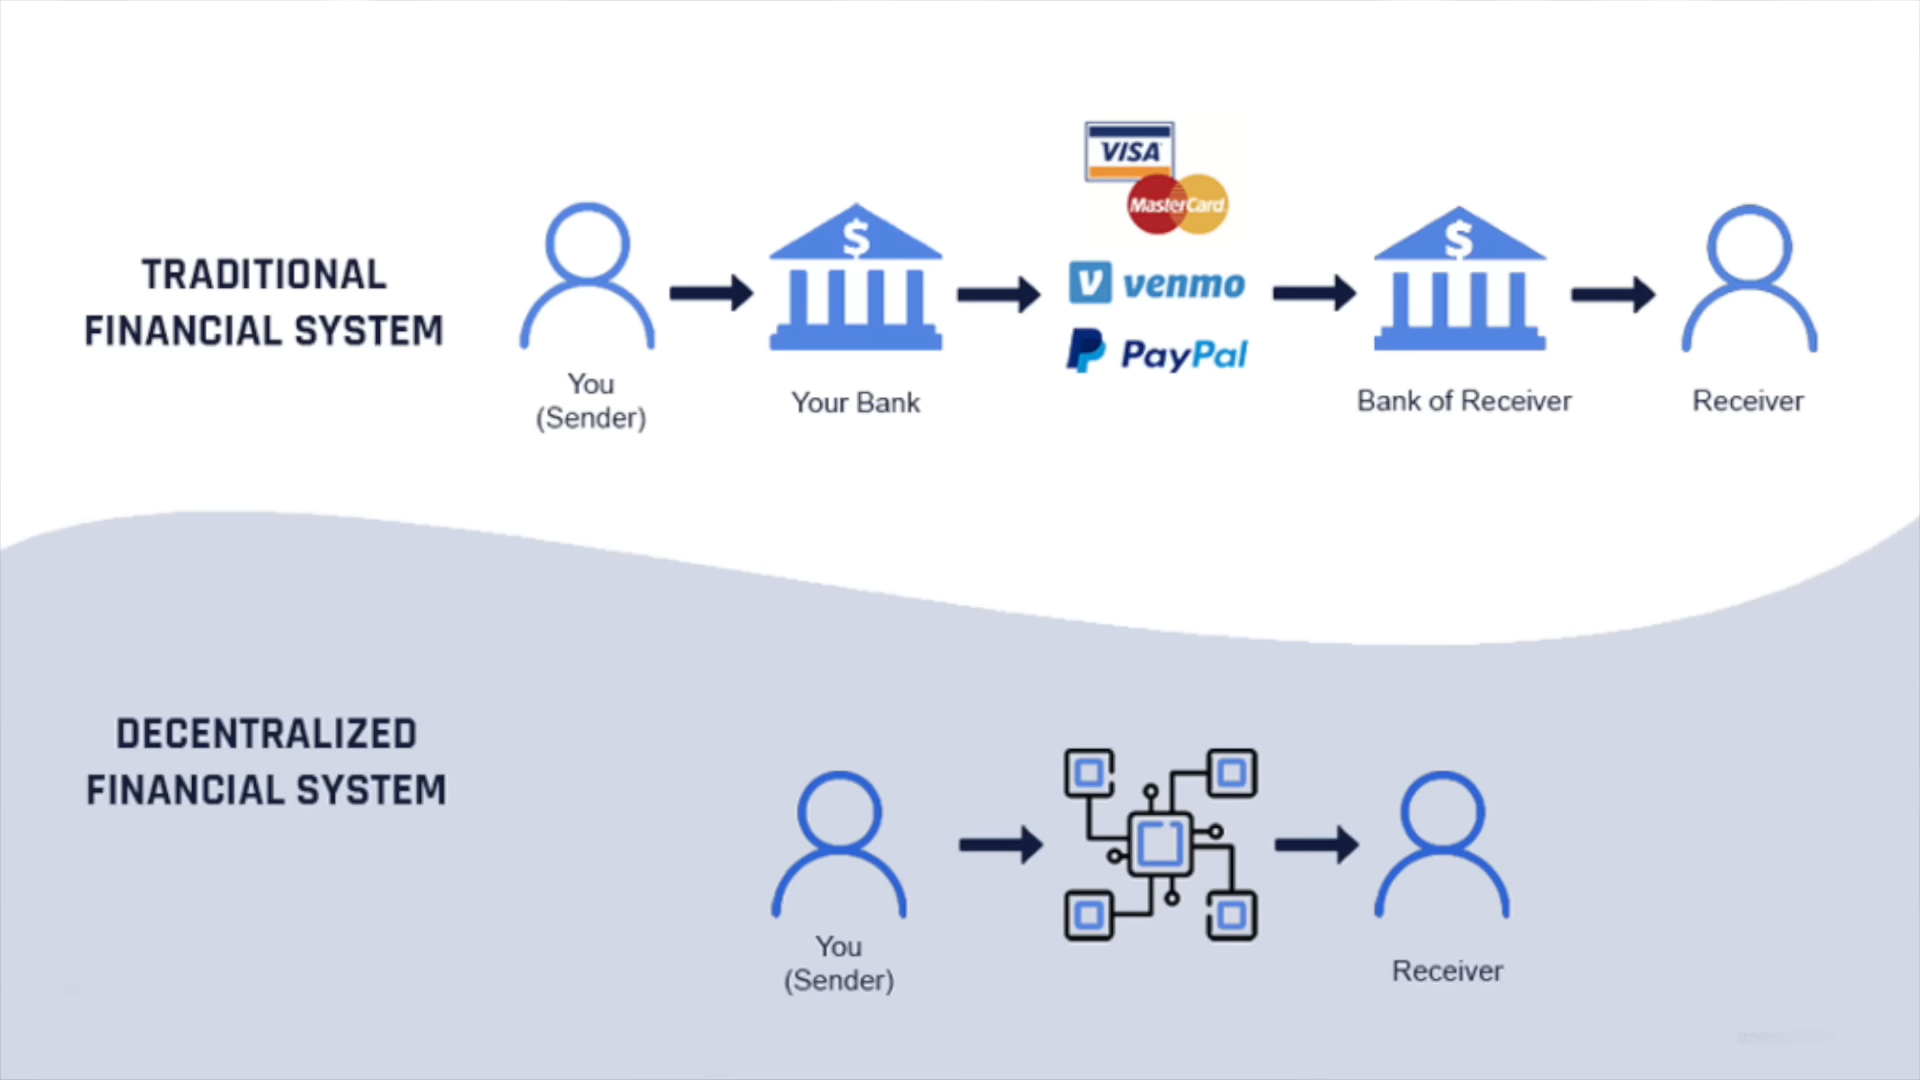 VISA
MasterCard
TRADITIONAL
FINANCIAL SYSTEM
$
$
V venmo
PayPal
You
(Sender)
Your Bank
Bank of Receiver
Receiver
DECENTRALIZED
FINANCIAL SYSTEM
You
(Sender)
Receiver